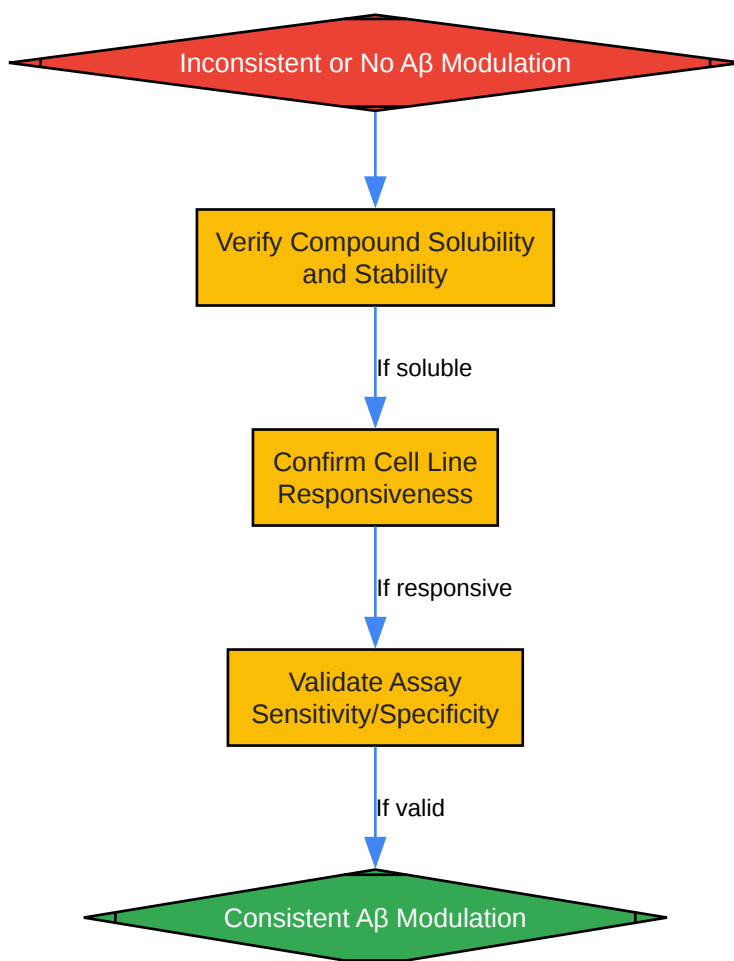 Inconsistent or No Aβ Modulation
Verify Compound Solubility
and Stability
If soluble
Confirm Cell Line
Responsiveness
If responsive
Validate Assay
Sensitivity/Specificity
If valid
Consistent Aβ Modulation